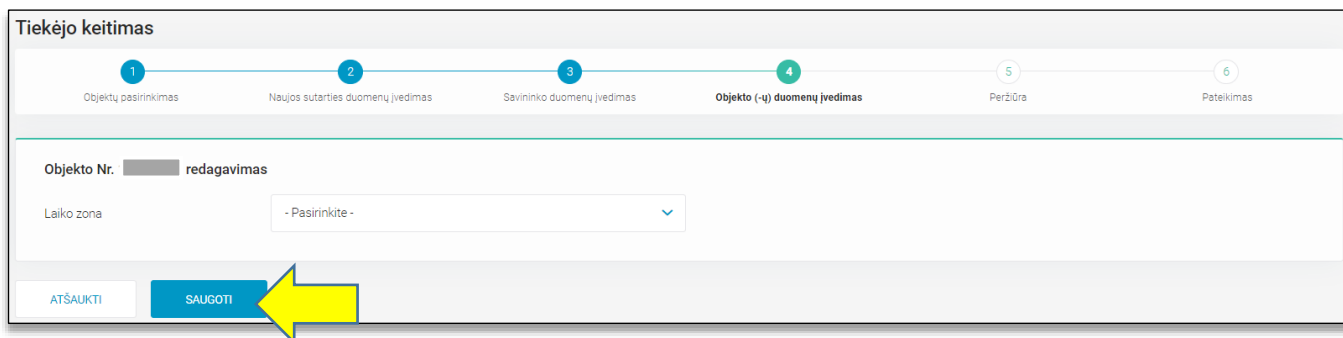 Tiekėjo keitimas
1 2 3 4 5 6
Objektų pasirinkimas Naujos sutarties duomenų įvedimas Savininko duomenų įvedimas Objekto (-ų) duomenų įvedimas Peržiūra Pateikimas
Objekto Nr. redagavimas
Laiko zona - Pasirinkite -
ATŠAUKTI SAUGOTI